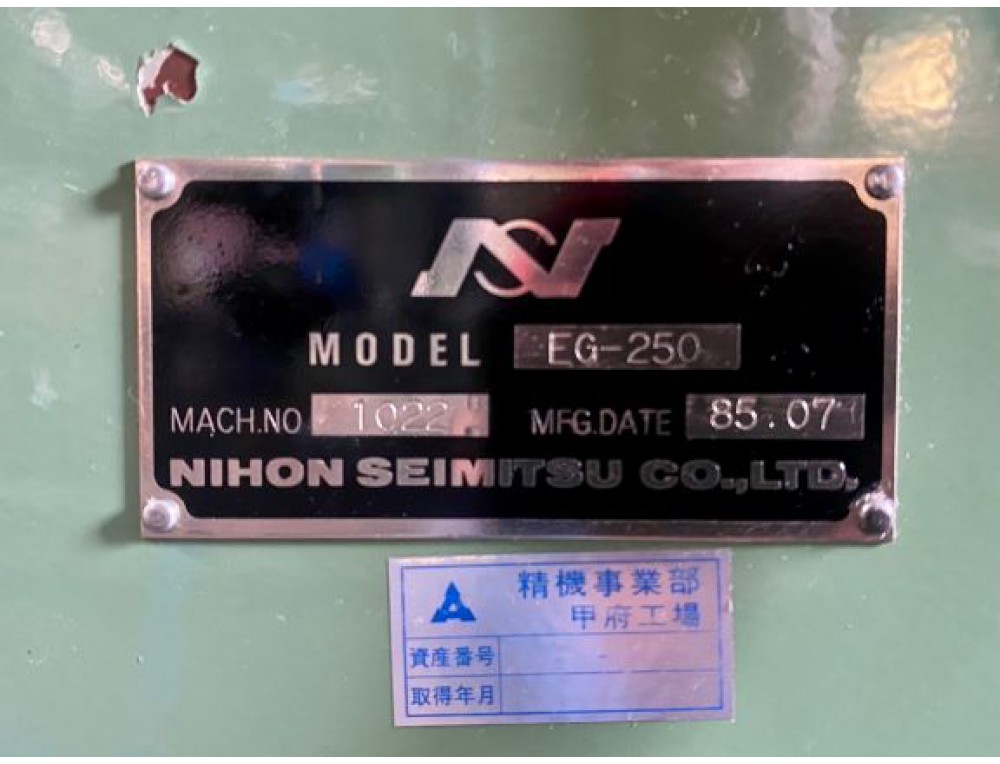 MODEL EG-250
MACH.NO 1022 MFG.DATE 85.07
NIHON SEIMITSU CO.,LTD.
精機事業部
甲府工場
資産番号
取得年月